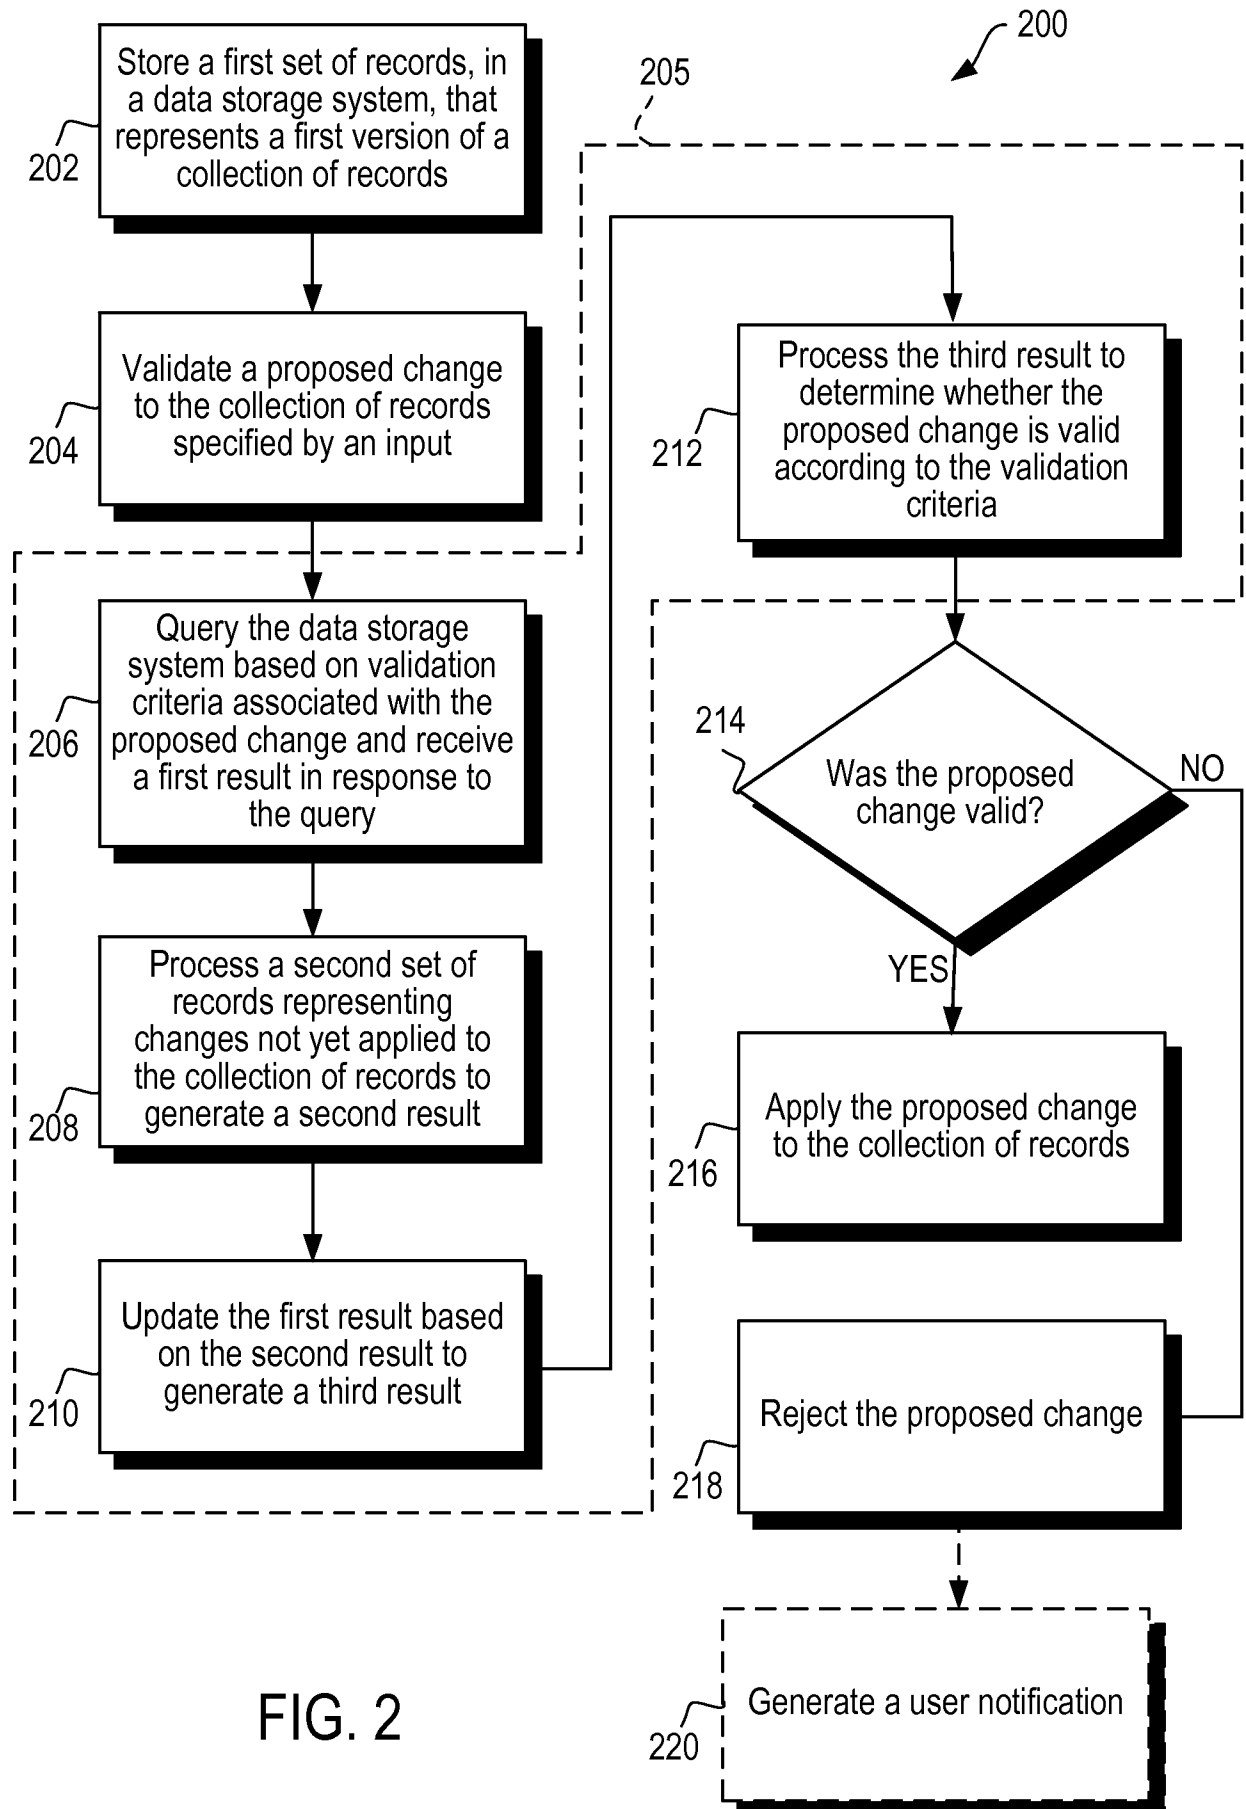 200
205
Store a first set of records, in
a data storage system, that
represents a first version of a
collection of records
202
Validate a proposed change
to the collection of records
specified by an input
204
Query the data storage
system based on validation
criteria associated with the
proposed change and receive
a first result in response to
the query
206
Process a second set of
records representing
changes not yet applied to
the collection of records to
generate a second result
208
Update the first result based
on the second result to
generate a third result
210
Process the third result to
determine whether the
proposed change is valid
according to the validation
criteria
212
214
Was the proposed
change valid?
NO
YES
Apply the proposed change
to the collection of records
216
Reject the proposed change
218
Generate a user notification
220
FIG. 2